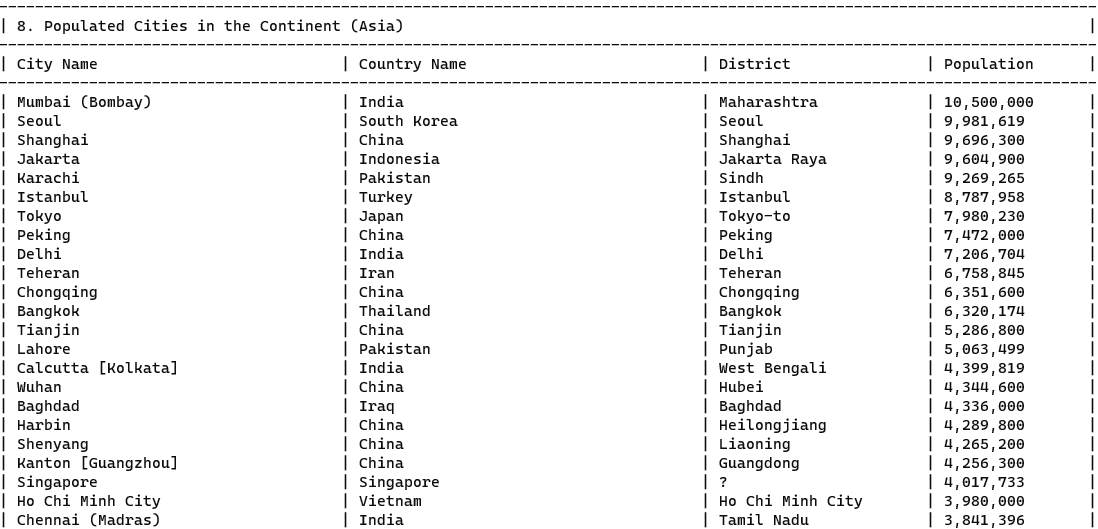 | 8. Populated Cities in the Continent (Asia) |
| City Name | Country Name | District | Population |
| Mumbai (Bombay) | India | Maharashtra | 10,500,000 |
| Seoul | South Korea | Seoul | 9,981,619 |
| Shanghai | China | Shanghai | 9,696,300 |
| Jakarta | Indonesia | Jakarta Raya | 9,604,900 |
| Karachi | Pakistan | Sindh | 9,269,265 |
| Istanbul | Turkey | Istanbul | 8,787,958 |
| Tokyo | Japan | Tokyo-to | 7,980,230 |
| Peking | China | Peking | 7,472,000 |
| Delhi | India | Delhi | 7,206,704 |
| Teheran | Iran | Teheran | 6,758,845 |
| Chongqing | China | Chongqing | 6,351,600 |
| Bangkok | Thailand | Bangkok | 6,320,174 |
| Tianjin | China | Tianjin | 5,286,800 |
| Lahore | Pakistan | Punjab | 5,063,499 |
| Calcutta [Kolkata] | India | West Bengali | 4,399,819 |
| Wuhan | China | Hubei | 4,344,600 |
| Baghdad | Iraq | Baghdad | 4,336,000 |
| Harbin | China | Heilongjiang | 4,289,800 |
| Shenyang | China | Liaoning | 4,265,200 |
| Kanton [Guangzhou] | China | Guangdong | 4,256,300 |
| Singapore | Singapore | ? | 4,017,733 |
| Ho Chi Minh City | Vietnam | Ho Chi Minh City | 3,980,000 |
| Chennai (Madras) | India | Tamil Nadu | 3,841,396 |